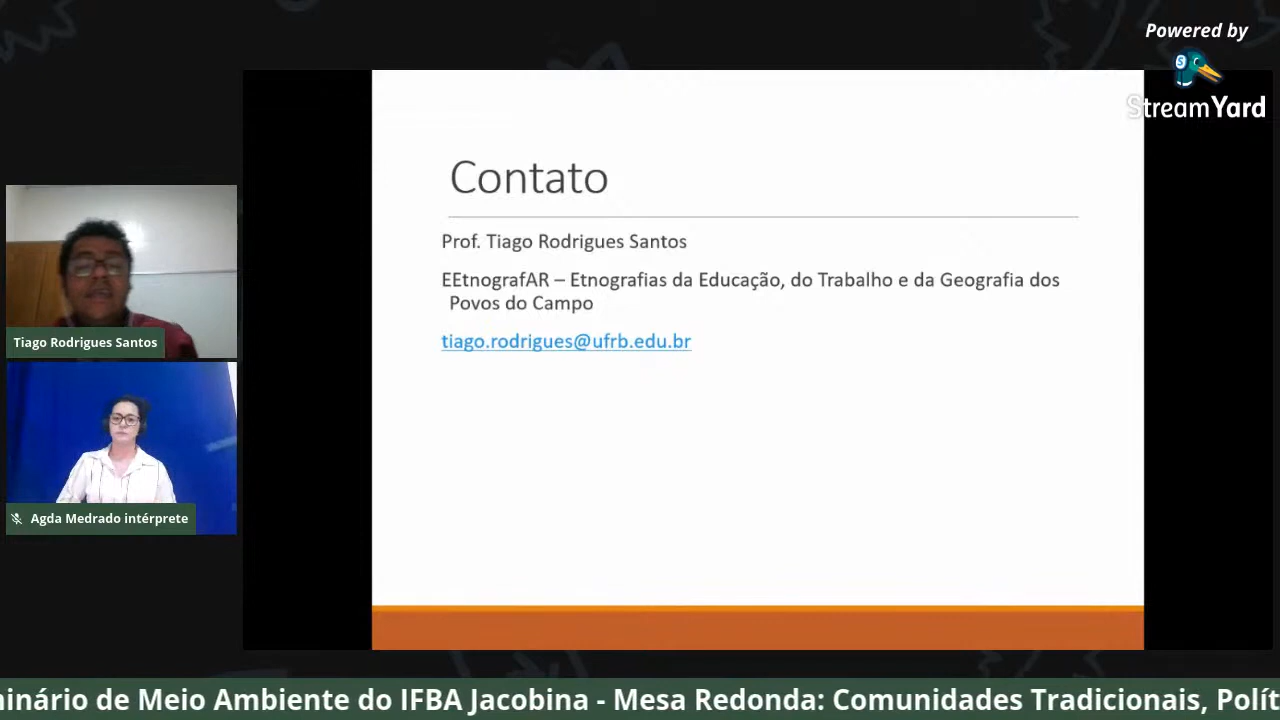 Powered by
StreamYard
Contato
Prof. Tiago Rodrigues Santos
EEtnografAR – Etnografias da Educação, do Trabalho e da Geografia dos
Povos do Campo
tiago.rodrigues@ufrb.edu.br
Tiago Rodrigues Santos
Agda Medrado intérprete
de Meio Ambiente do IFBA Jacobina - Mesa Redonda: Comunidades Tradicionais,